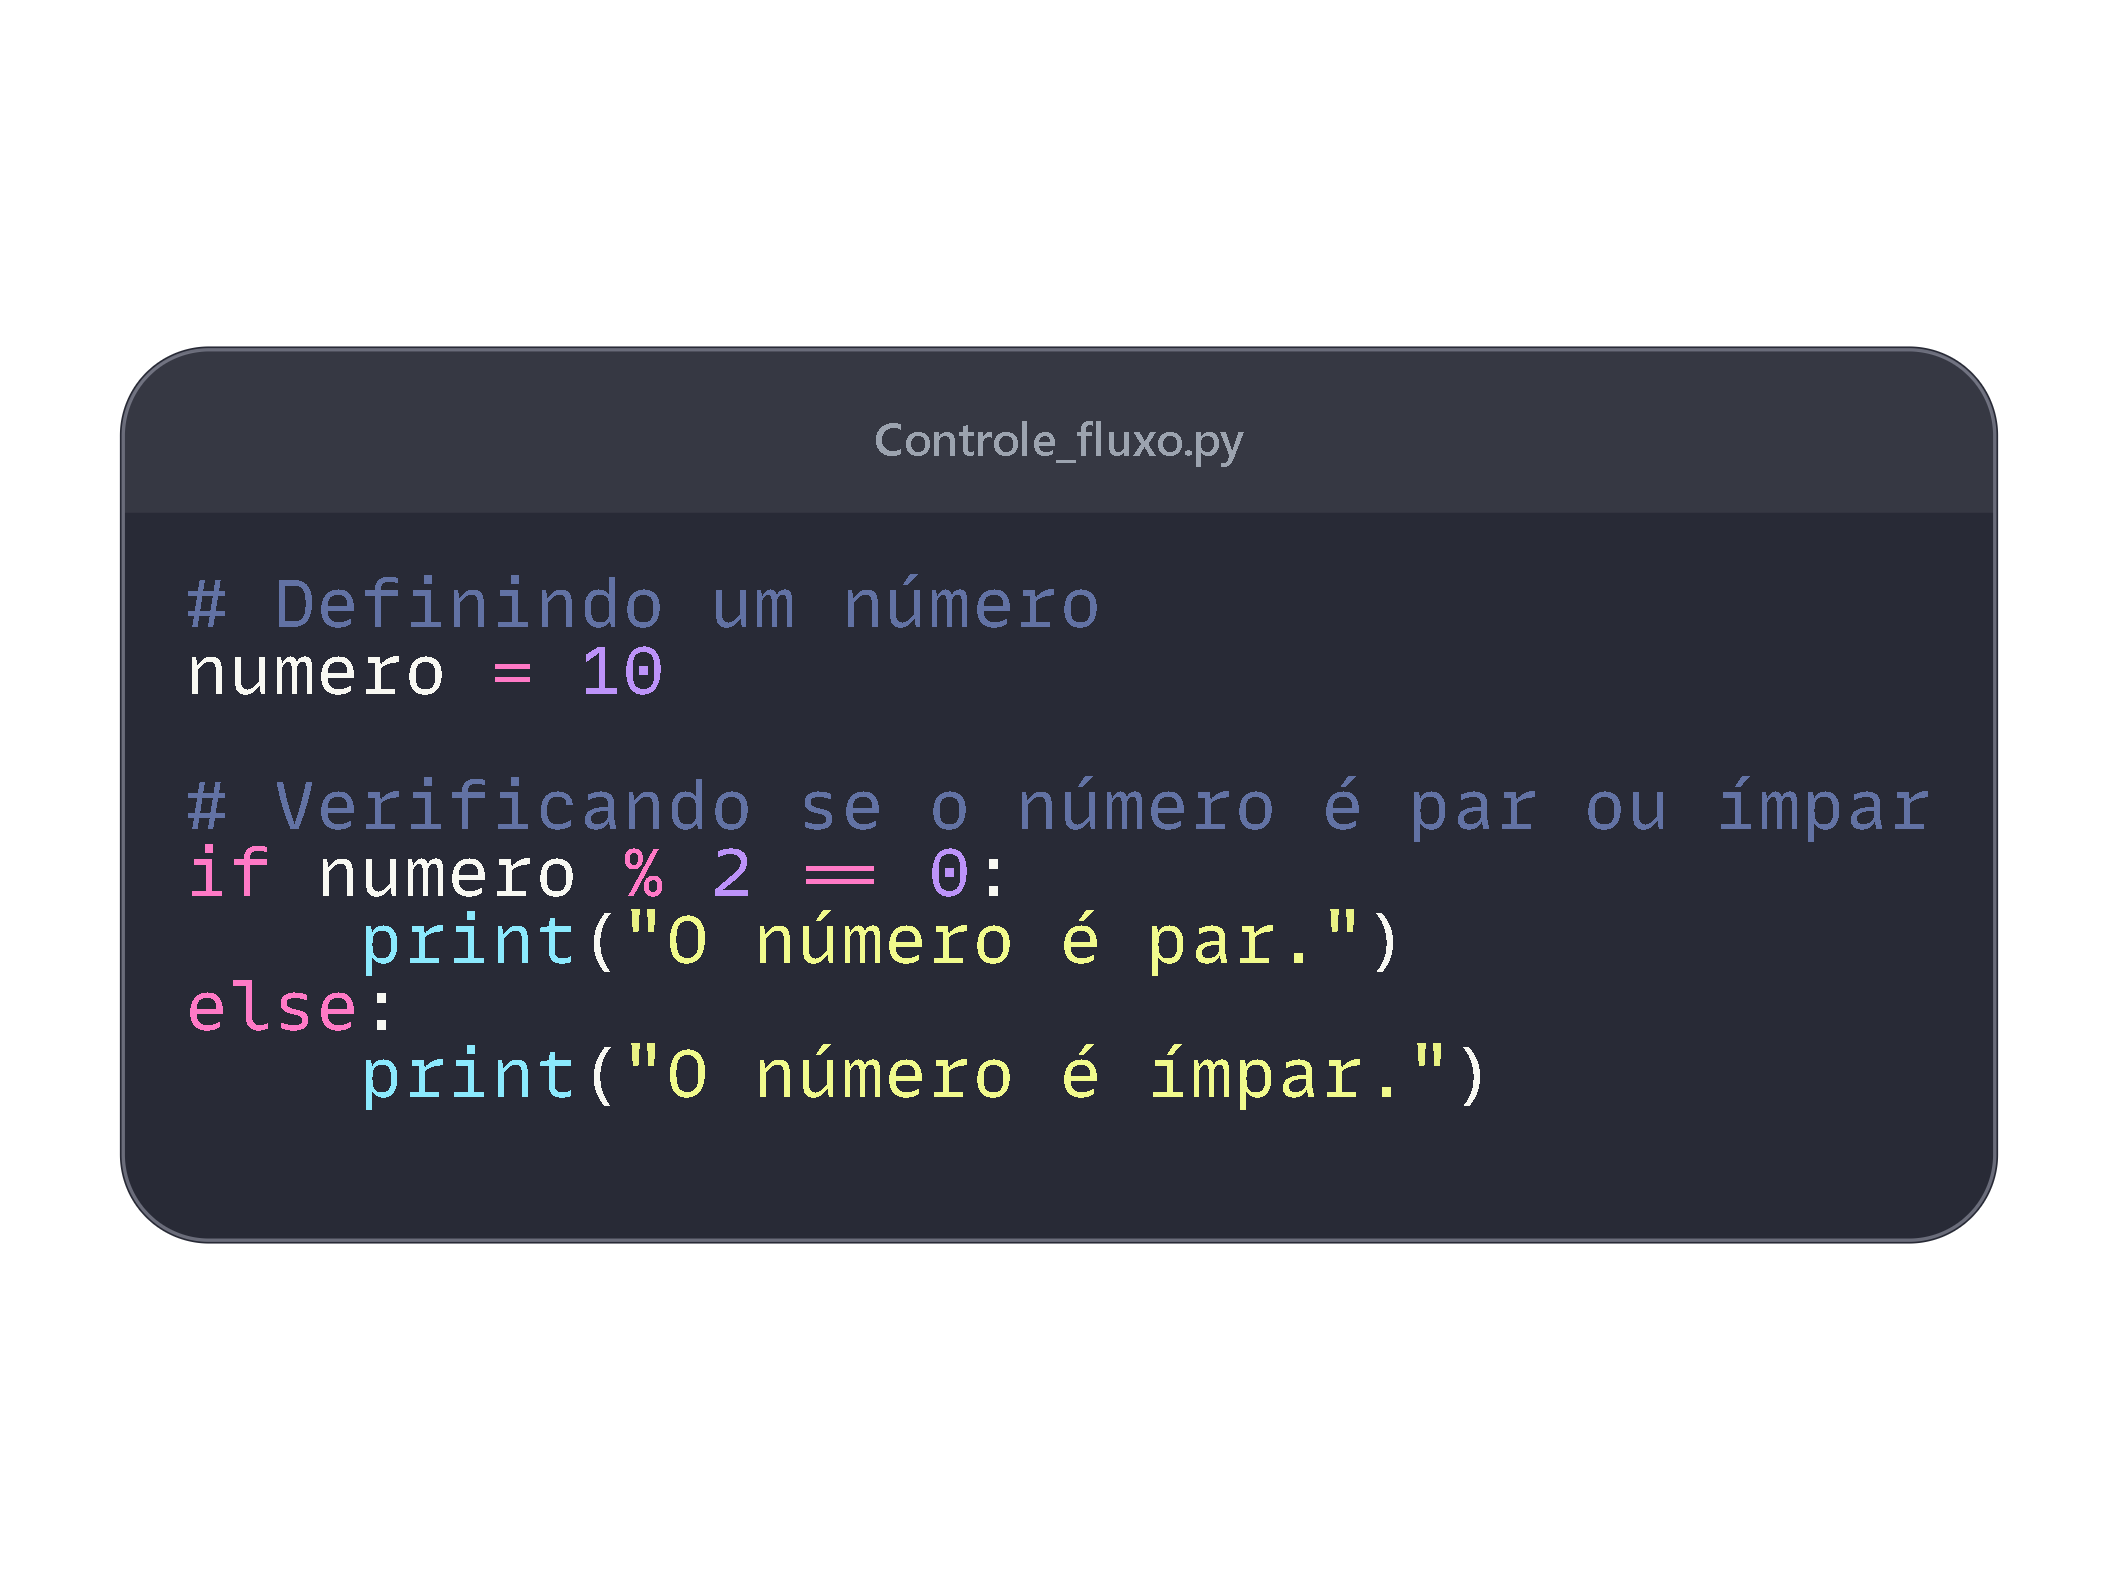 Controle_fluxo.py
# Definindo um número
numero = 10
# Verificando se o número é par ou ímpar
if numero % 2 == 0:
    print("O número é par.")
else:
    print("O número é ímpar.")